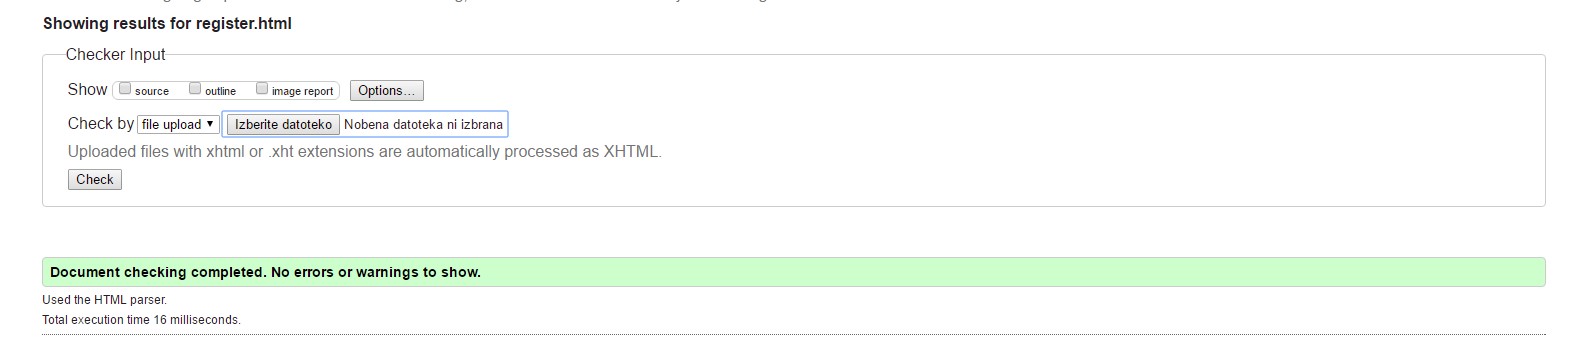 Showing results for register.html
Checker Input
Show source outline image report Options...
Check by file upload Izberite datoteko Nobena datoteka ni izbrana
Uploaded files with xhtml or .xht extensions are automatically processed as XHTML.
Check
Document checking completed. No errors or warnings to show.
Used the HTML parser.
Total execution time 16 milliseconds.